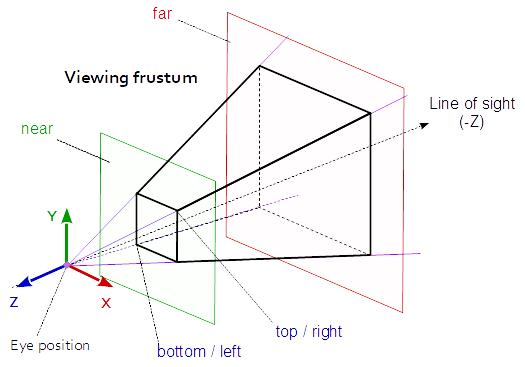 far
Viewing frustum
Line of sight
(-Z)
near
Y
Z
X
top / right
Eye position
bottom / left